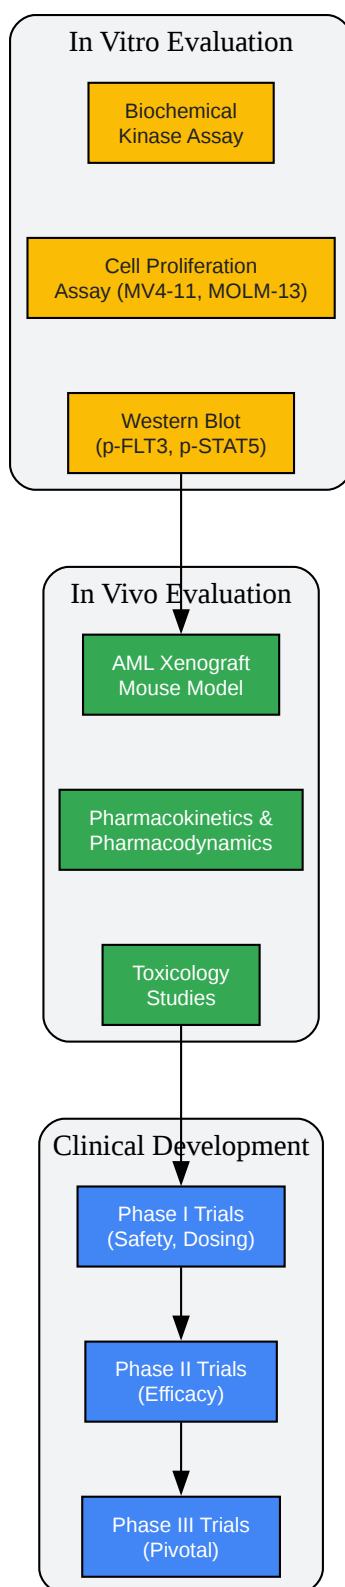 In Vitro Evaluation
Biochemical
Kinase Assay
Cell Proliferation
Assay (MV4-11, MOLM-13)
Western Blot
(p-FLT3, p-STAT5)
In Vivo Evaluation
AML Xenograft
Mouse Model
Pharmacokinetics &
Pharmacodynamics
Toxicology
Studies
Clinical Development
Phase I Trials
(Safety, Dosing)
Phase II Trials
(Efficacy)
Phase III Trials
(Pivotal)